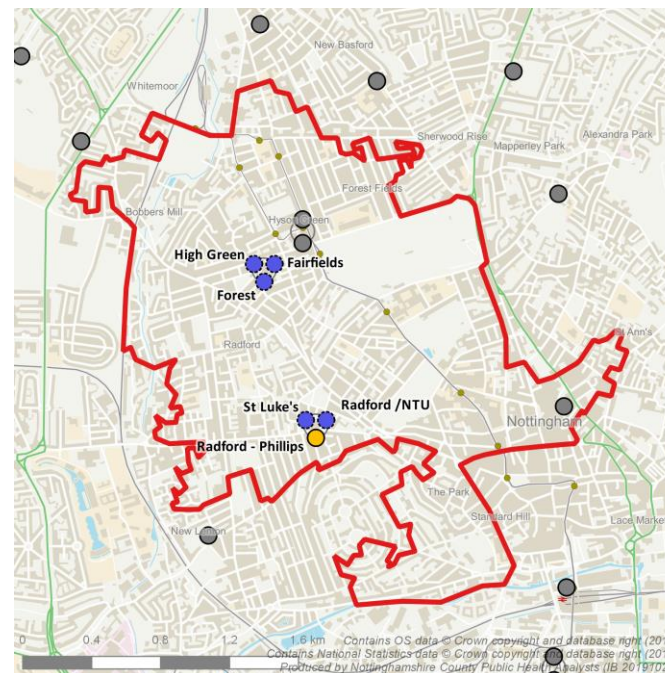 New Basford
Whitemoor
Sherwood Rise
Mapperley Park
Alexandra Park
Forest Fields
Bobbers Mill
Hyson Green
High Green
Fairfields
Forest
Radford
St Ann's
St Luke's
Radford /NTU
Nottingham
Radford - Phillips
The Park
Standard Hill
Lace Market
New Lenton
0 0.4 0.8 1.2 1.6 km
Contains OS data © Crown copyright and database right (201
Contains National Statistics data © Crown copyright and database right (201
Produced by Nottinghamshire County Public Health Analysts (IB 2019102